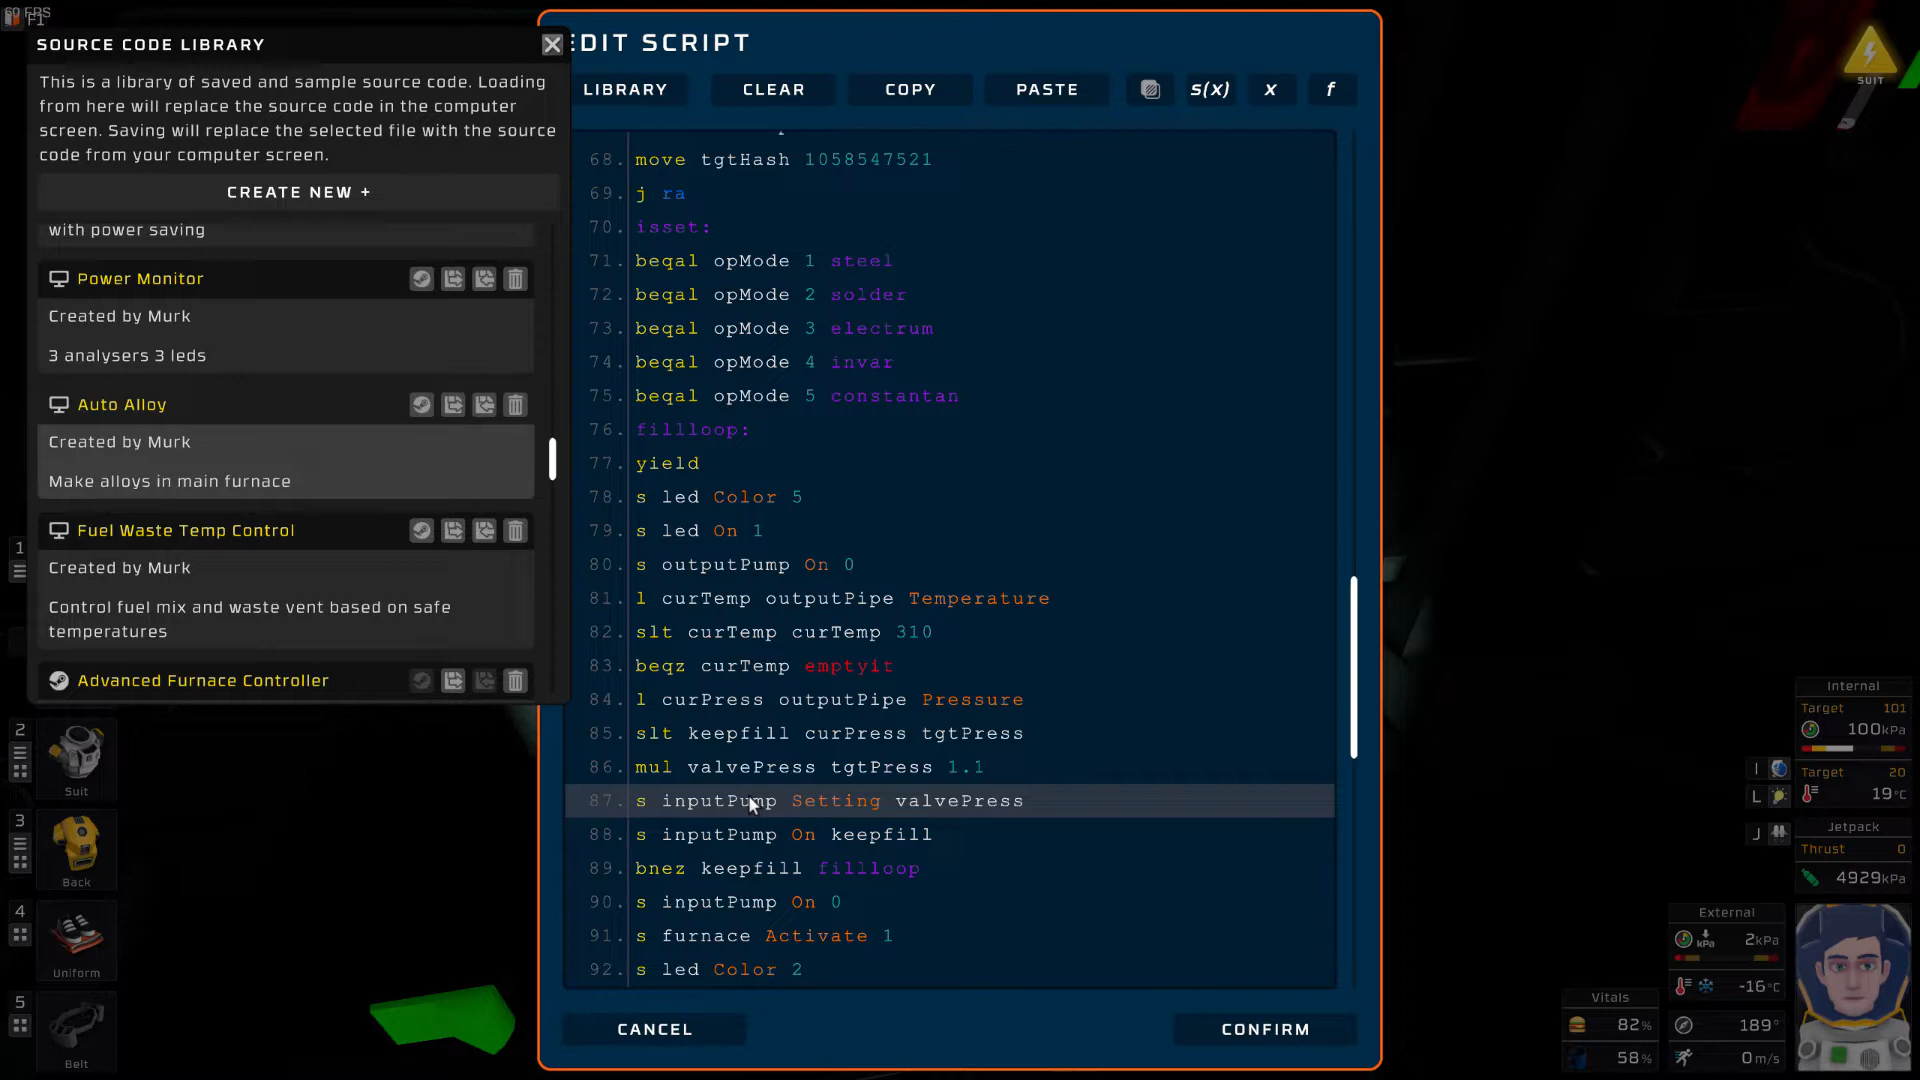 60 FPS
F1
SOURCE CODE LIBRARY
This is a library of saved and sample source code. Loading
from here will replace the source code in the computer
screen. Saving will replace the selected file with the source
code from your computer screen.
CREATE NEW +
with power saving
Power Monitor
Created by Murk
3 analysers 3 leds
Auto Alloy
Created by Murk
Make alloys in main furnace
Fuel Waste Temp Control
Created by Murk
Control fuel mix and waste vent based on safe
temperatures
Advanced Furnace Controller
EDIT SCRIPT
LIBRARY
CLEAR
COPY
PASTE
s(x)
x
f
68. move tgtHash 1058547521
69. j ra
70. isset:
71. beqal opMode 1 steel
72. beqal opMode 2 solder
73. beqal opMode 3 electrum
74. beqal opMode 4 invar
75. beqal opMode 5 constantan
76. fillloop:
77. yield
78. s led Color 5
79. s led On 1
80. s outputPump On 0
81. l curTemp outputPipe Temperature
82. slt curTemp curTemp 310
83. beqz curTemp emptyit
84. l curPress outputPipe Pressure
85. slt keepfill curPress tgtPress
86. mul valvePress tgtPress 1.1
87. s inputPump Setting valvePress
88. s inputPump On keepfill
89. bnez keepfill fillloop
90. s inputPump On 0
91. s furnace Activate 1
92. s led Color 2
CANCEL
CONFIRM
SUIT
1
2
Suit
3
Back
4
Uniform
5
Belt
Internal
Target 101
100kPa
Target 20
19°C
I
L
J
Jetpack
Thrust 0
4929kPa
External
kPa
2kPa
-16°C
Vitals
82%
189°
58%
0m/s